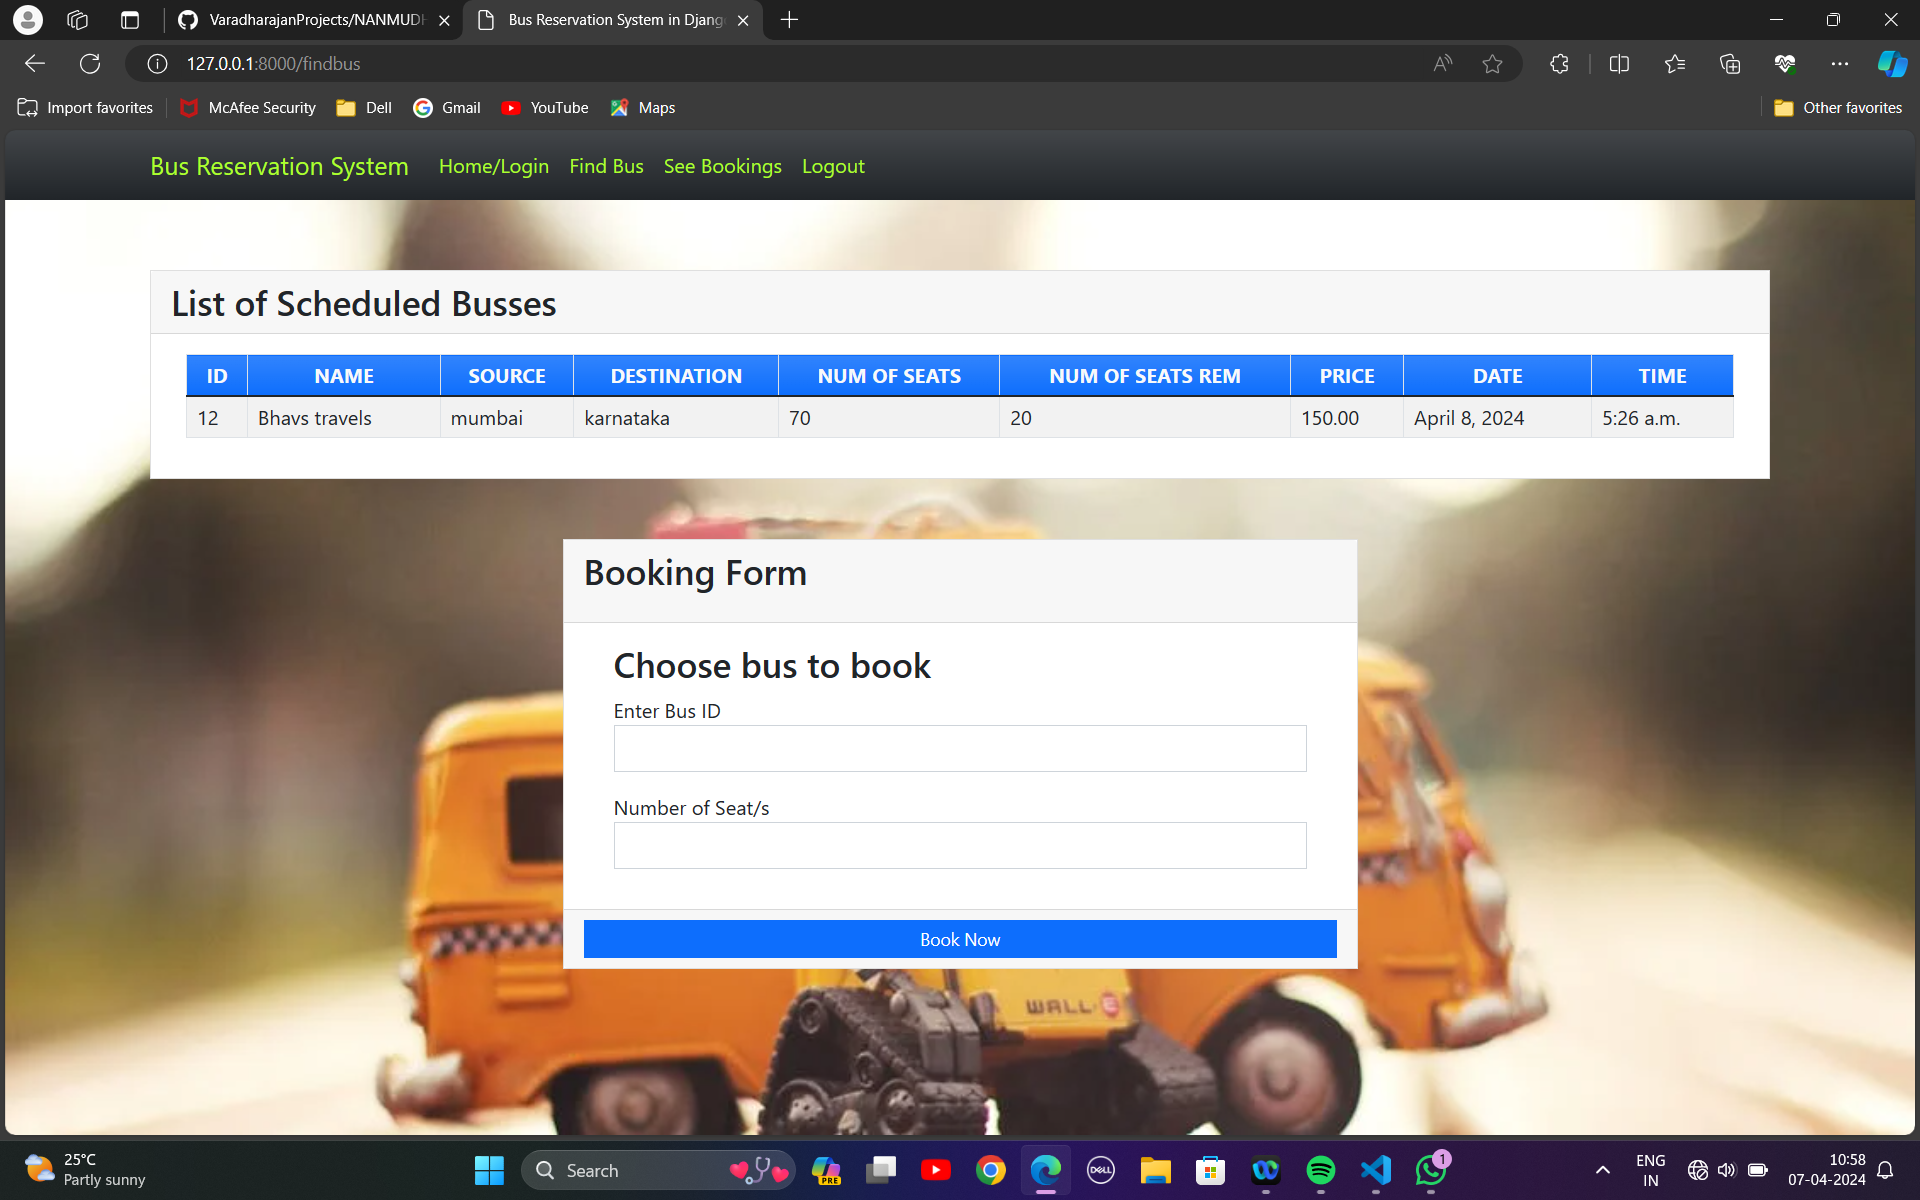 VaradharajanProjects/NANMUDH
Bus Reservation System in Djang
127.0.0.1:8000/findbus
Import favorites
McAfee Security
Dell
Gmail
YouTube
Maps
Other favorites
Bus Reservation System
Home/Login
Find Bus
See Bookings
Logout
List of Scheduled Busses
ID NAME SOURCE DESTINATION NUM OF SEATS NUM OF SEATS REM PRICE DATE TIME
12 Bhavs travels mumbai karnataka 70 20 150.00 April 8, 2024 5:26 a.m.
Booking Form
Choose bus to book
Enter Bus ID
Number of Seat/s
Book Now
WALL·E
25°C
Partly sunny
Search
PRE
DELL
1
ENG
IN
10:58
07-04-2024